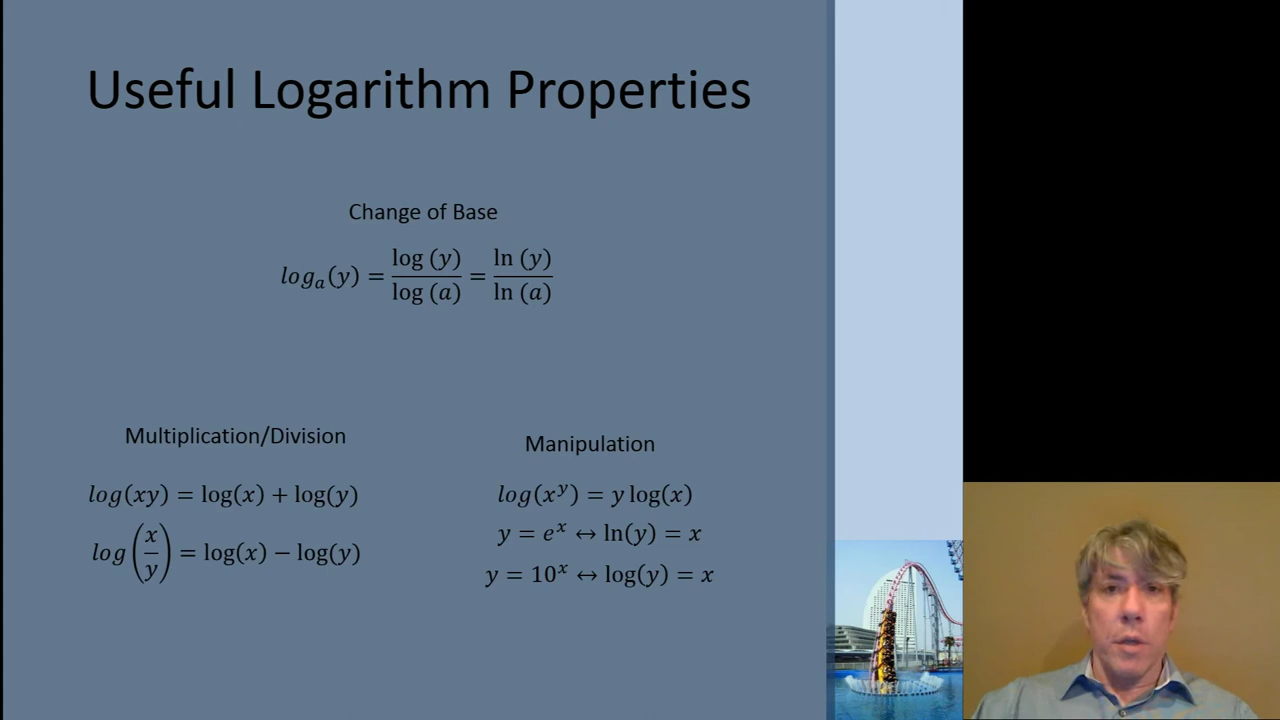 Useful Logarithm Properties
Change of Base
log_a(y) = log (y) / log (a) = ln (y) / ln (a)
Multiplication/Division
log(xy) = log(x) + log(y)
log(x/y) = log(x) − log(y)
Manipulation
log(x^y) = y log(x)
y = e^x ↔ ln(y) = x
y = 10^x ↔ log(y) = x